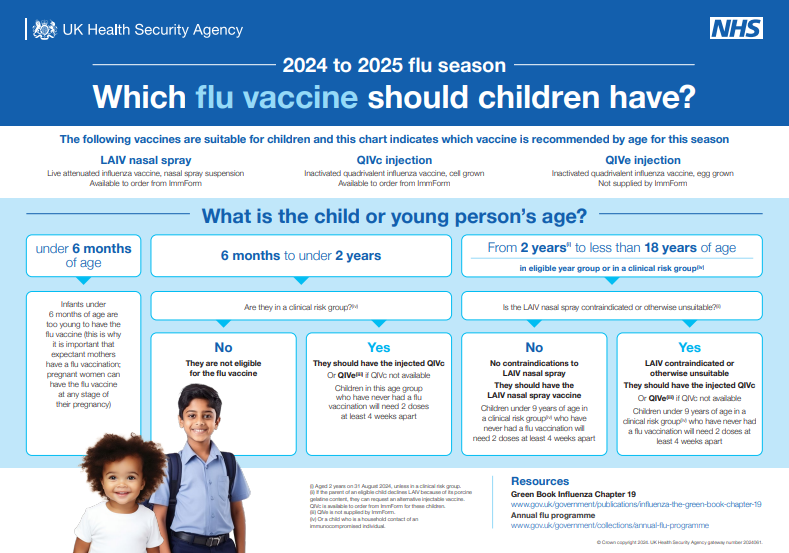 UK Health Security Agency
NHS
2024 to 2025 flu season
Which flu vaccine should children have?
The following vaccines are suitable for children and this chart indicates which vaccine is recommended by age for this season
LAIV nasal spray
Live attenuated influenza vaccine, nasal spray suspension
Available to order from ImmForm
QIVc injection
Inactivated quadrivalent influenza vaccine, cell grown
Available to order from ImmForm
QIVe injection
Inactivated quadrivalent influenza vaccine, egg grown
Not supplied by ImmForm
What is the child or young person's age?
under 6 months
of age
Infants under
6 months of age are
too young to have the
flu vaccine (this is why
it is important that
expectant mothers
have a flu vaccination;
pregnant women can
have the flu vaccine
at any stage of
their pregnancy)
6 months to under 2 years
Are they in a clinical risk group?(iv)
No
They are not eligible
for the flu vaccine
Yes
They should have the injected QIVc
Or QIVe(iii) if QIVc not available
Children in this age group
who have never had a flu
vaccination will need 2 doses
at least 4 weeks apart
From 2 years(i) to less than 18 years of age
in eligible year group or in a clinical risk group(iv)
Is the LAIV nasal spray contraindicated or otherwise unsuitable?(ii)
No
No contraindications to
LAIV nasal spray
They should have the
LAIV nasal spray vaccine
Children under 9 years of age in
a clinical risk group(iv) who have
never had a flu vaccination will
need 2 doses at least 4 weeks apart
Yes
LAIV contraindicated or
otherwise unsuitable
They should have the injected QIVc
Or QIVe(iii) if QIVc not available
Children under 9 years of age in a
clinical risk group(iv) who have never had
a flu vaccination will need 2 doses at
least 4 weeks apart
(i) Aged 2 years on 31 August 2024, unless in a clinical risk group.
(ii) If the parent of an eligible child declines LAIV because of its porcine
gelatine content, they can request an alternative injectable vaccine.
QIVc is available to order from ImmForm for these children.
(iii) QIVe is not supplied by ImmForm.
(iv) Or a child who is a household contact of an
immunocompromised individual.
Resources
Green Book Influenza Chapter 19
www.gov.uk/government/publications/influenza-the-green-book-chapter-19
Annual flu programme
www.gov.uk/government/collections/annual-flu-programme
© Crown copyright 2024. UK Health Security Agency gateway number